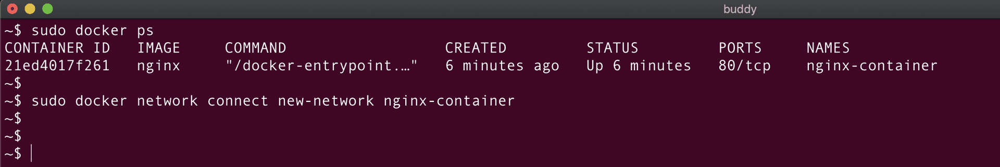 buddy
~$ sudo docker ps
CONTAINER ID   IMAGE     COMMAND                  CREATED         STATUS         PORTS     NAMES
21ed4017f261   nginx     "/docker-entrypoint.…"   6 minutes ago   Up 6 minutes   80/tcp    nginx-container
~$
~$ sudo docker network connect new-network nginx-container
~$
~$
~$